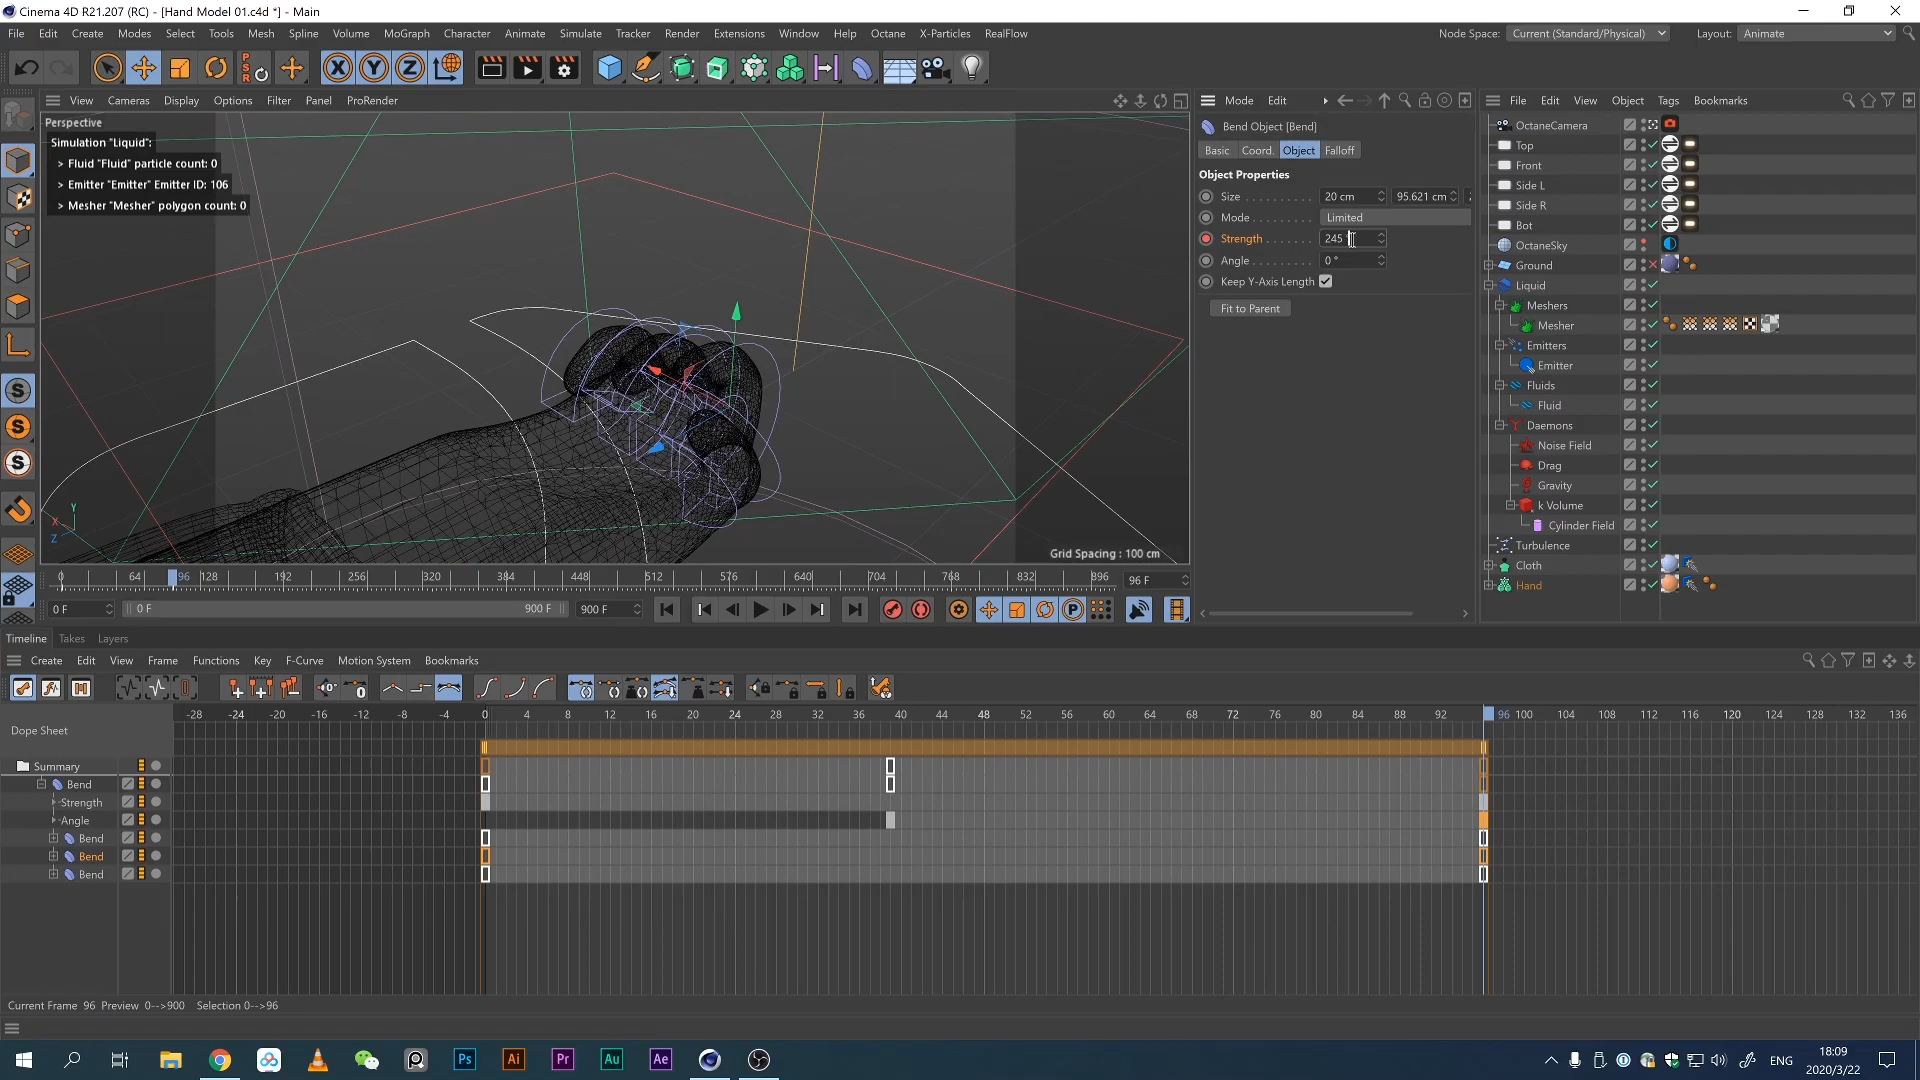 Cinema 4D R21.207 (RC) - [Hand Model 01.c4d *] - Main
File Edit Create Modes Select Tools Mesh Spline Volume MoGraph Character Animate Simulate Tracker Render Extensions Window Help Octane X-Particles RealFlow Node Space: Current (Standard/Physical) Layout: Animate
PSR X Y Z
View Cameras Display Options Filter Panel ProRender
Mode Edit
File Edit View Object Tags Bookmarks
Perspective
Simulation "Liquid":
> Fluid "Fluid" particle count: 0
> Emitter "Emitter" Emitter ID: 106
> Mesher "Mesher" polygon count: 0
Grid Spacing : 100 cm
Bend Object [Bend]
Basic Coord. Object Falloff
Object Properties
Size 20 cm 95.621 cm
Mode Limited
Strength 245
Angle 0 °
Keep Y-Axis Length
Fit to Parent
OctaneCamera
Top
Front
Side L
Side R
Bot
OctaneSky
Ground
Liquid
Meshers
Mesher
Emitters
Emitter
Fluids
Fluid
Daemons
Noise Field
Drag
Gravity
k Volume
Cylinder Field
Turbulence
Cloth
Hand
0 64 96 128 192 256 320 384 448 512 576 640 704 768 832 896 96 F
0 F 0 F 900 F 900 F
Timeline Takes Layers
Create Edit View Frame Functions Key F-Curve Motion System Bookmarks
-28 -24 -20 -16 -12 -8 -4 0 4 8 12 16 20 24 28 32 36 40 44 48 52 56 60 64 68 72 76 80 84 88 92 96 100 104 108 112 116 120 124 128 132 136
Dope Sheet
Summary
Bend
Strength
Angle
Bend
Bend
Bend
Current Frame 96 Preview 0-->900 Selection 0-->96
Ps Ai Pr Au Ae
ENG
18:09
2020/3/22